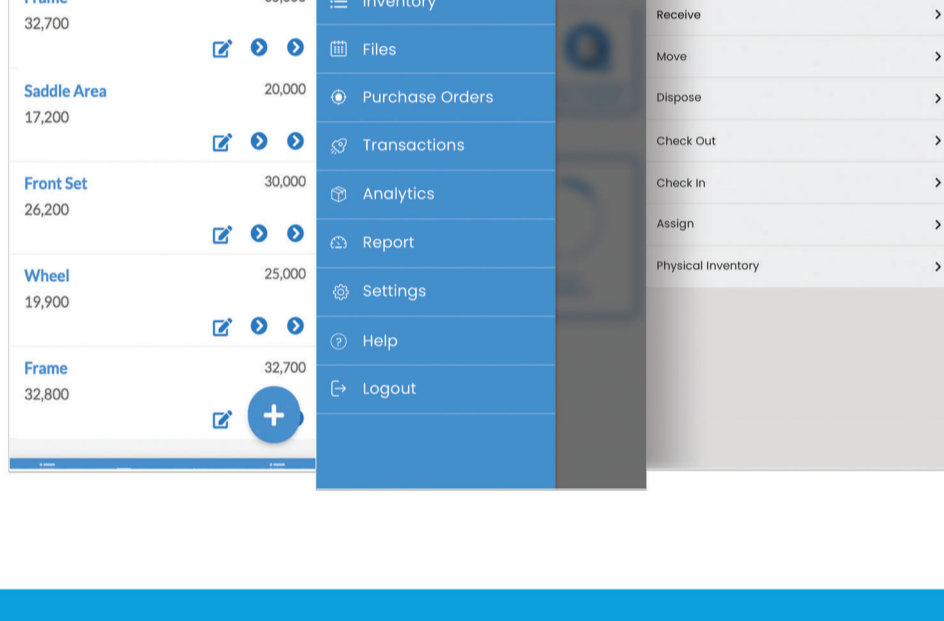 32,700
Saddle Area
20,000
17,200
Front Set
30,000
26,200
Wheel
25,000
19,900
Frame
32,700
32,800
Inventory
Files
Purchase Orders
Transactions
Analytics
Report
Settings
Help
Logout
Receive
Move
Dispose
Check Out
Check In
Assign
Physical Inventory